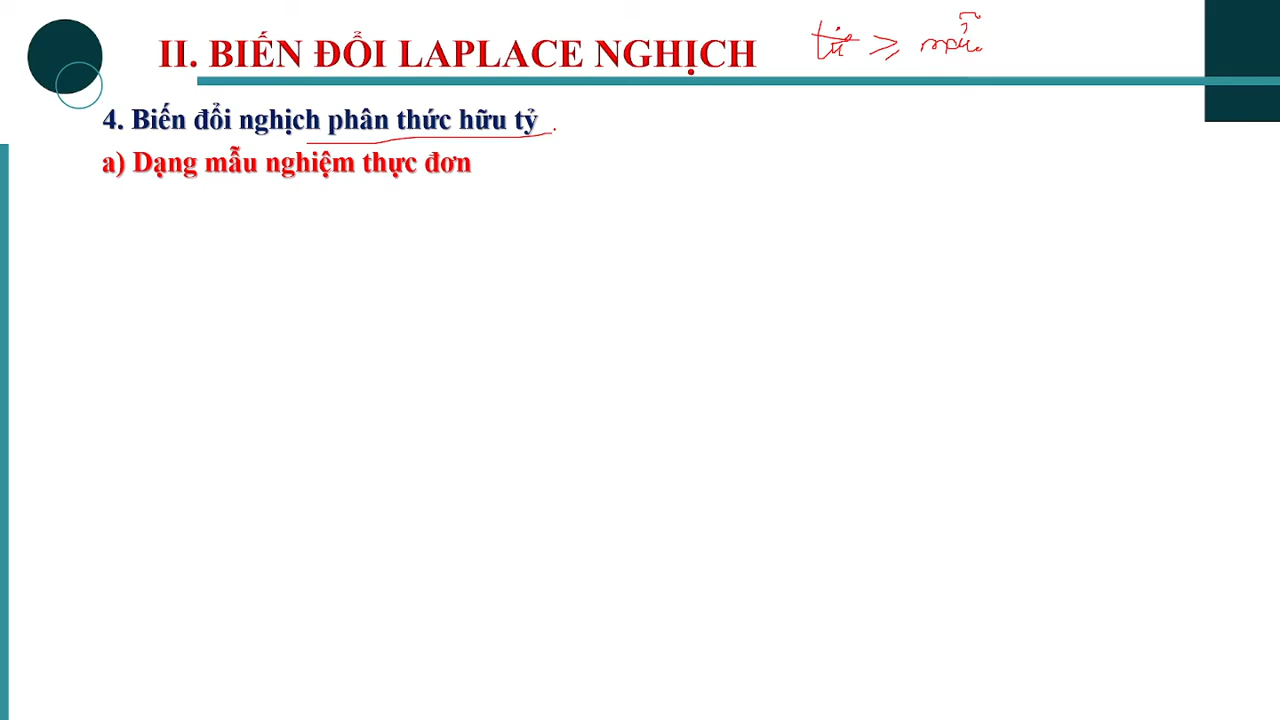 II. BIẾN ĐỔI LAPLACE NGHỊCH
tử ≥ mẫu
4. Biến đổi nghịch phân thức hữu tỷ
a) Dạng mẫu nghiệm thực đơn